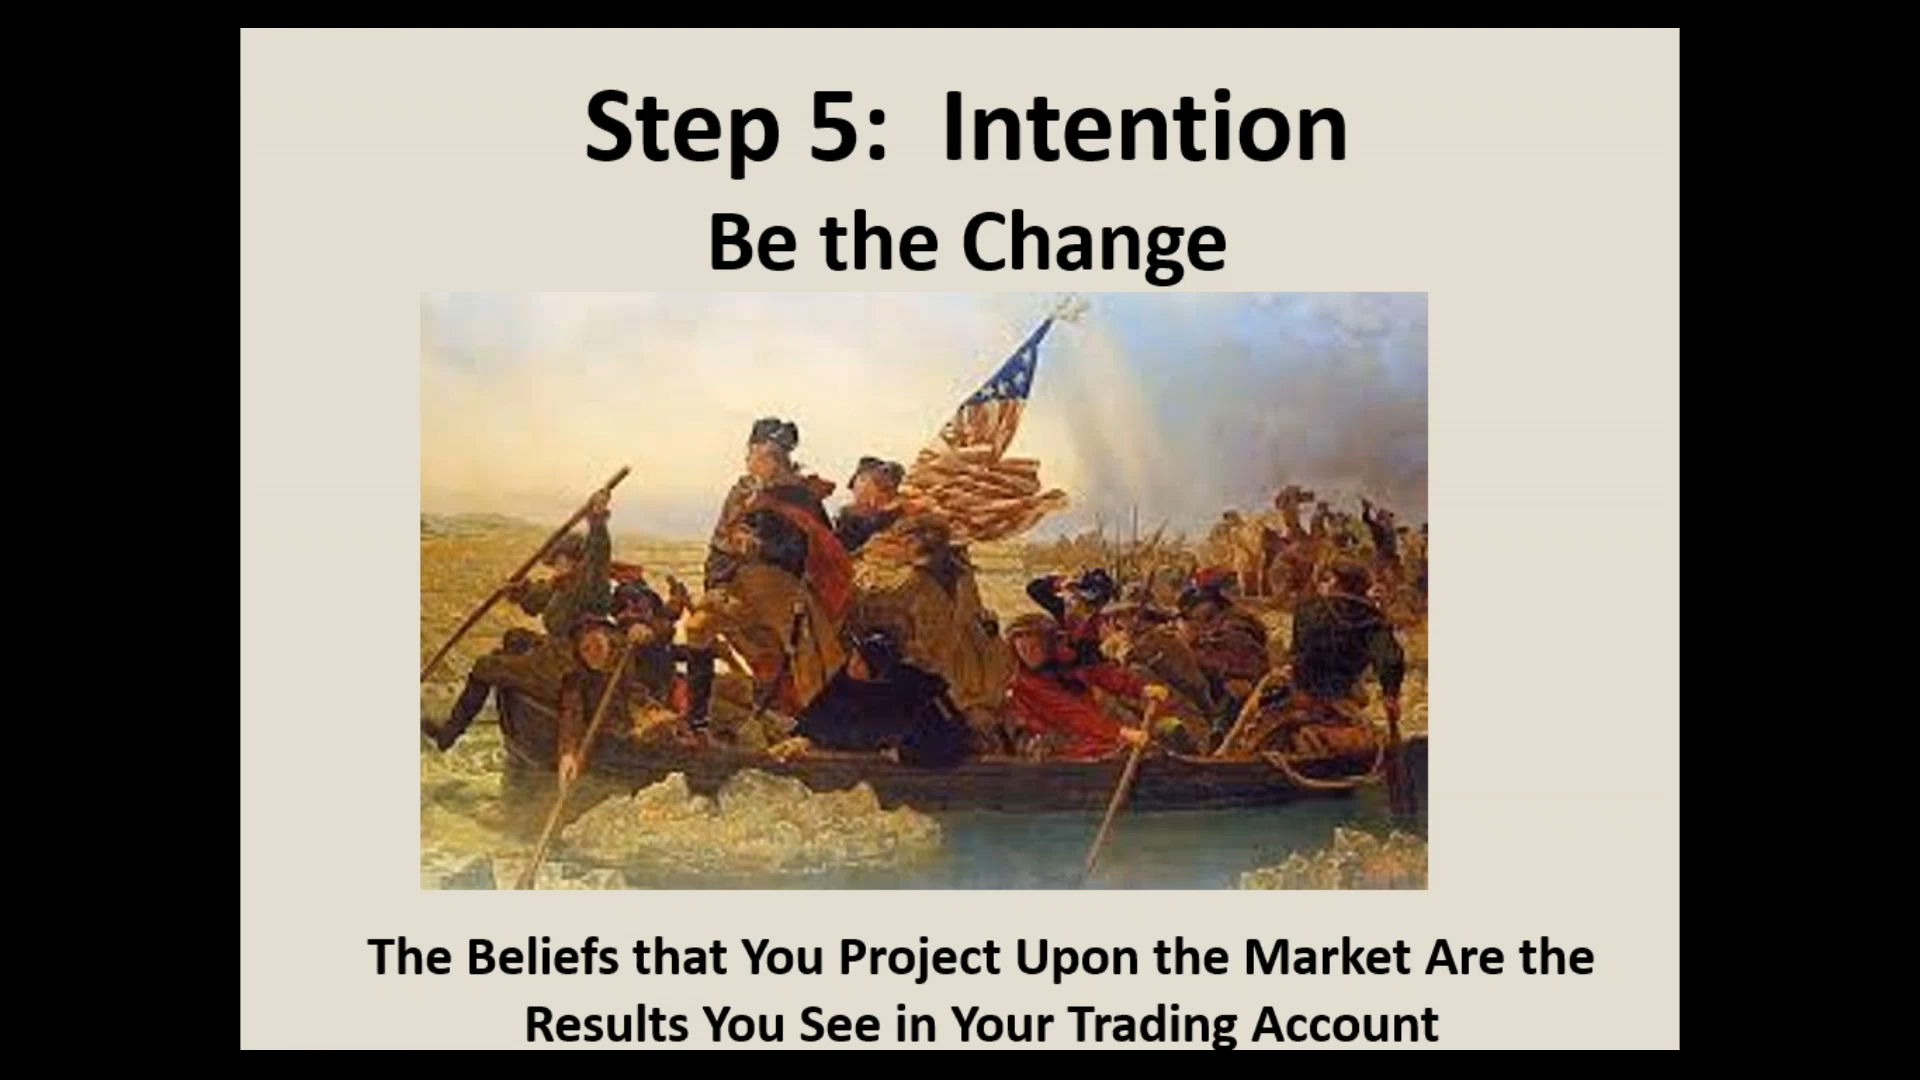 Step 5:  Intention
Be the Change
The Beliefs that You Project Upon the Market Are the
Results You See in Your Trading Account